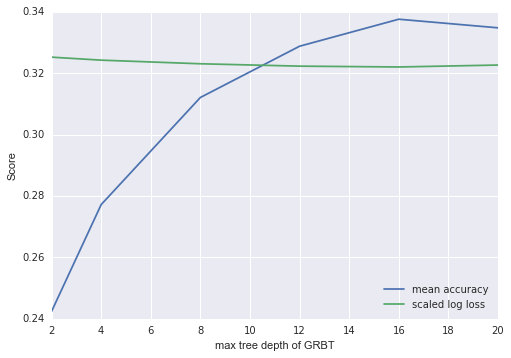 0.34
0.32
0.30
0.28
0.26
0.24
Score
2 4 6 8 10 12 14 16 18 20
max tree depth of GRBT
mean accuracy
scaled log loss